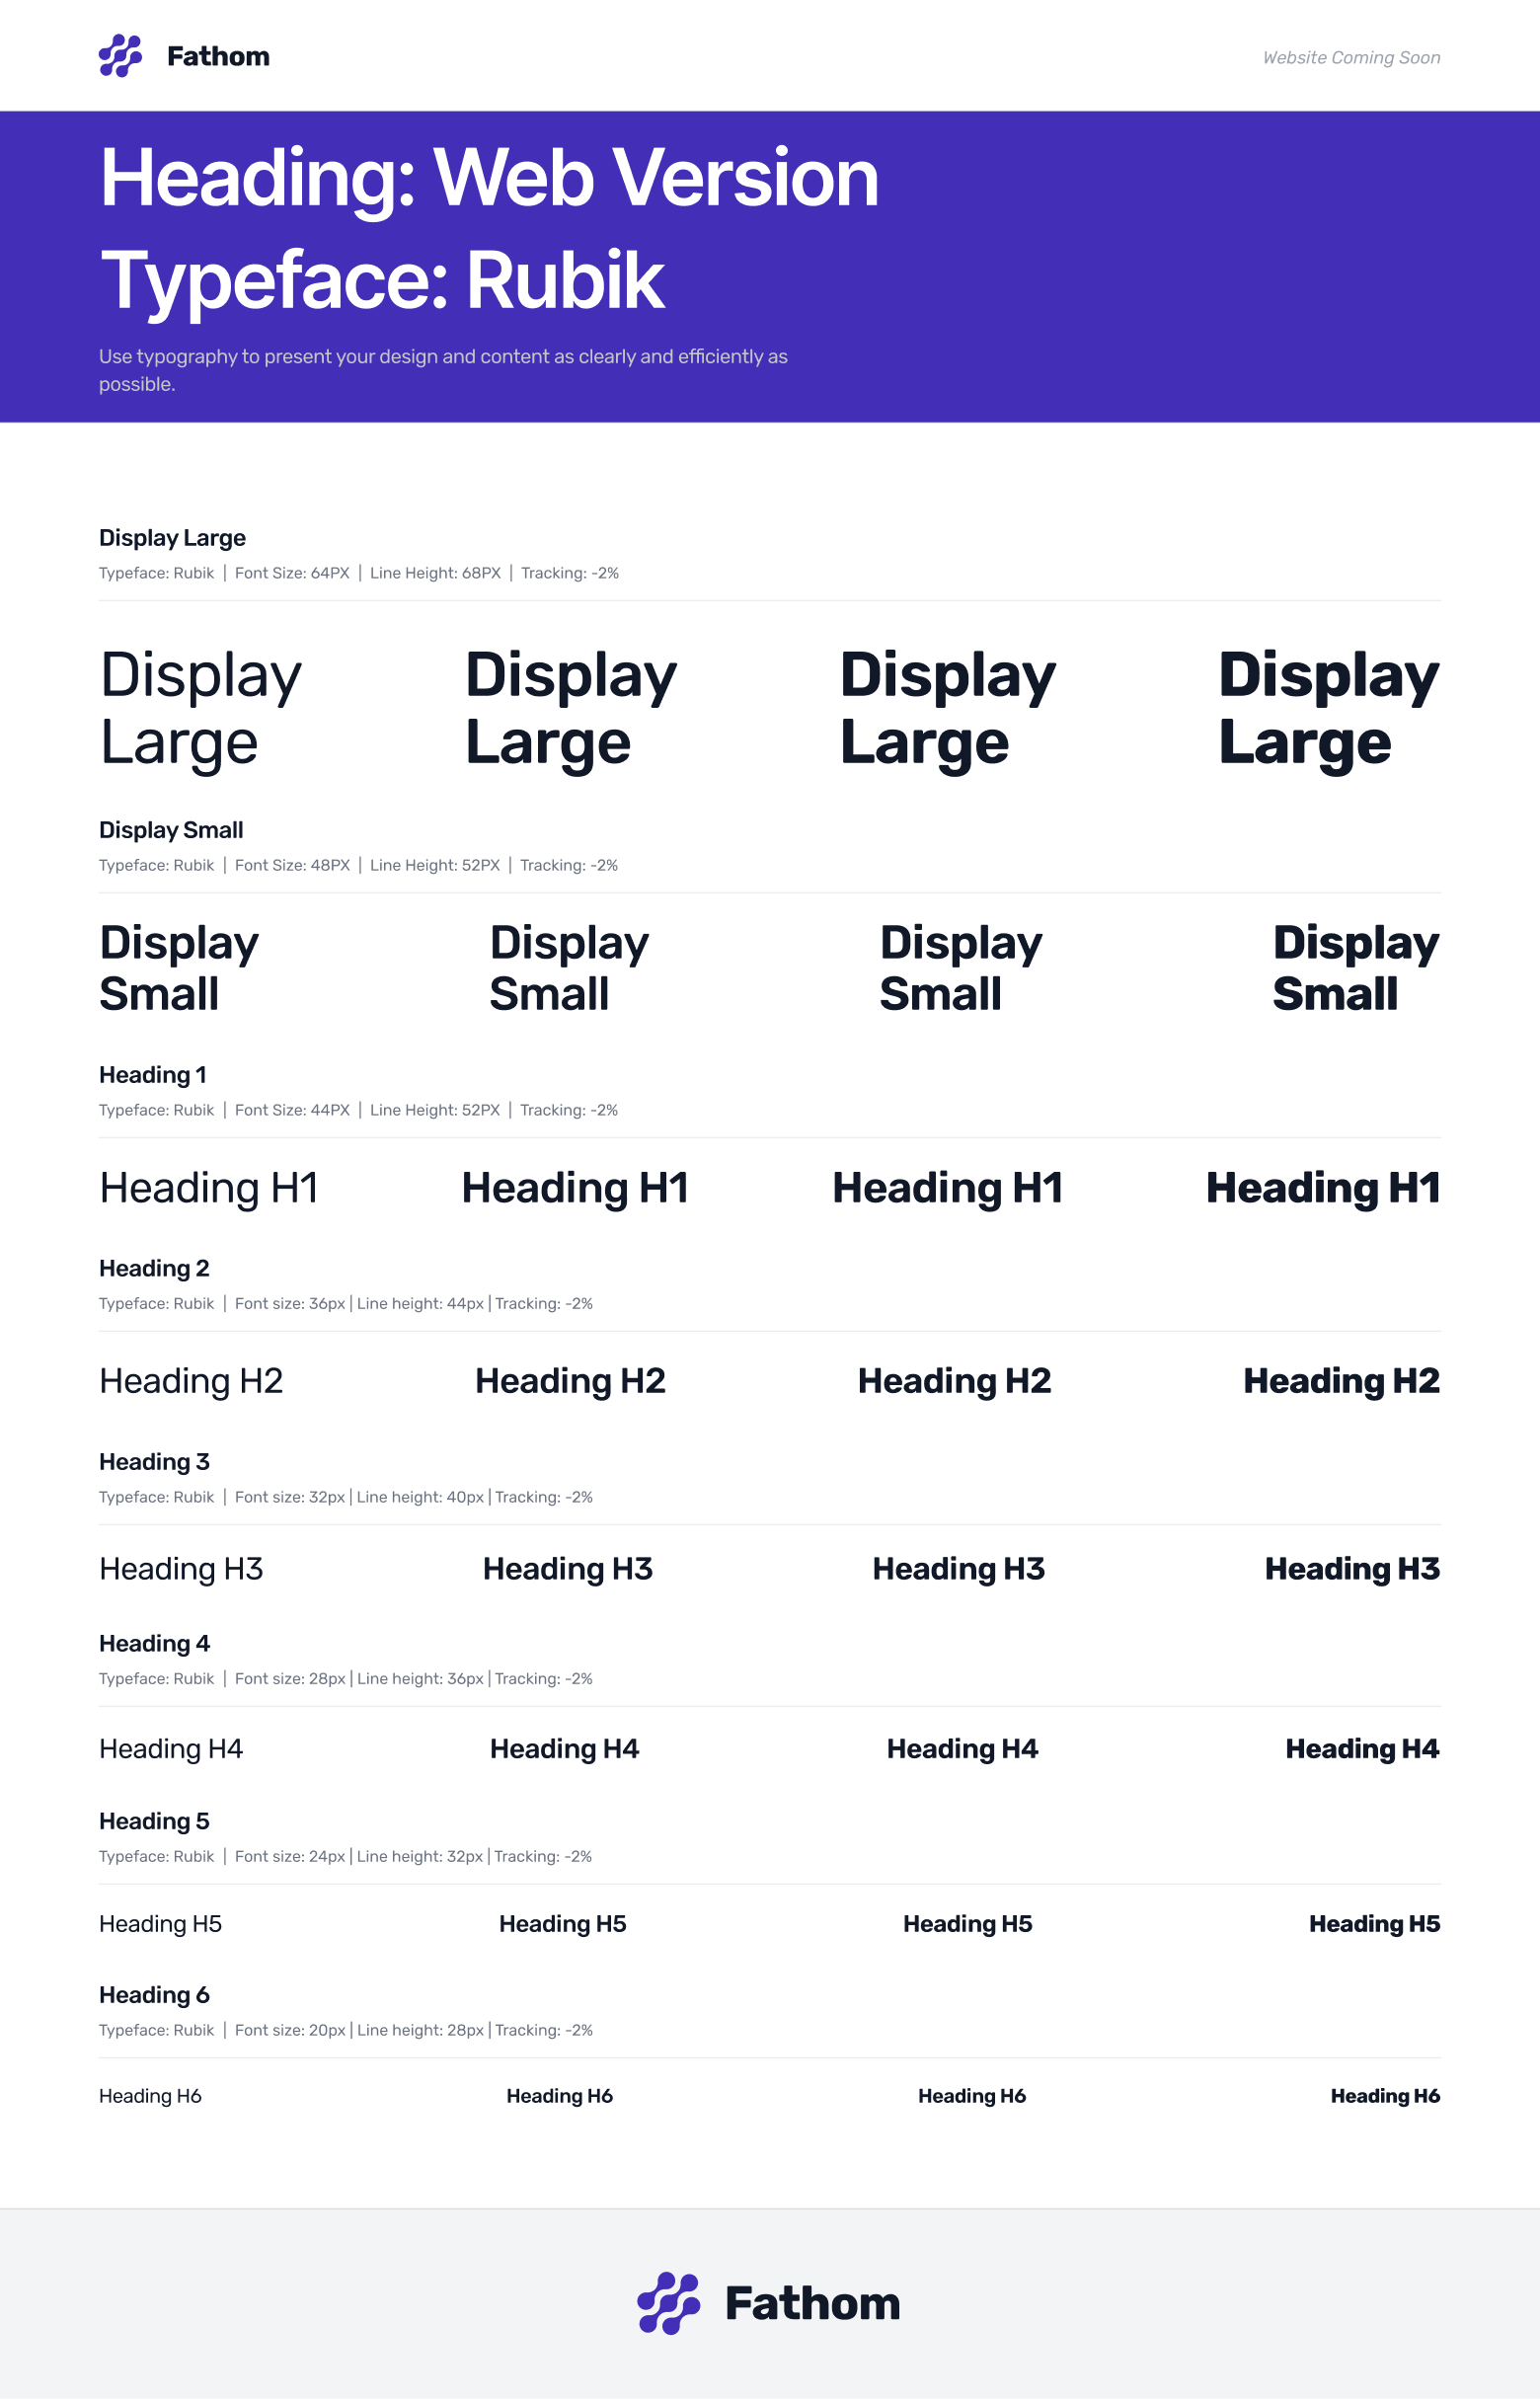 Fathom
Website Coming Soon
Heading: Web Version
Typeface: Rubik
Use typography to present your design and content as clearly and efficiently as
possible.
Display Large
Typeface: Rubik | Font Size: 64PX | Line Height: 68PX | Tracking: -2%
Display Display Display Display
Large Large Large Large
Display Small
Typeface: Rubik | Font Size: 48PX | Line Height: 52PX | Tracking: -2%
Display Display Display Display
Small Small Small Small
Heading 1
Typeface: Rubik | Font Size: 44PX | Line Height: 52PX | Tracking: -2%
Heading H1 Heading H1 Heading H1 Heading H1
Heading 2
Typeface: Rubik | Font size: 36px | Line height: 44px | Tracking: -2%
Heading H2 Heading H2 Heading H2 Heading H2
Heading 3
Typeface: Rubik | Font size: 32px | Line height: 40px | Tracking: -2%
Heading H3 Heading H3 Heading H3 Heading H3
Heading 4
Typeface: Rubik | Font size: 28px | Line height: 36px | Tracking: -2%
Heading H4 Heading H4 Heading H4 Heading H4
Heading 5
Typeface: Rubik | Font size: 24px | Line height: 32px | Tracking: -2%
Heading H5 Heading H5 Heading H5 Heading H5
Heading 6
Typeface: Rubik | Font size: 20px | Line height: 28px | Tracking: -2%
Heading H6 Heading H6 Heading H6 Heading H6
Fathom